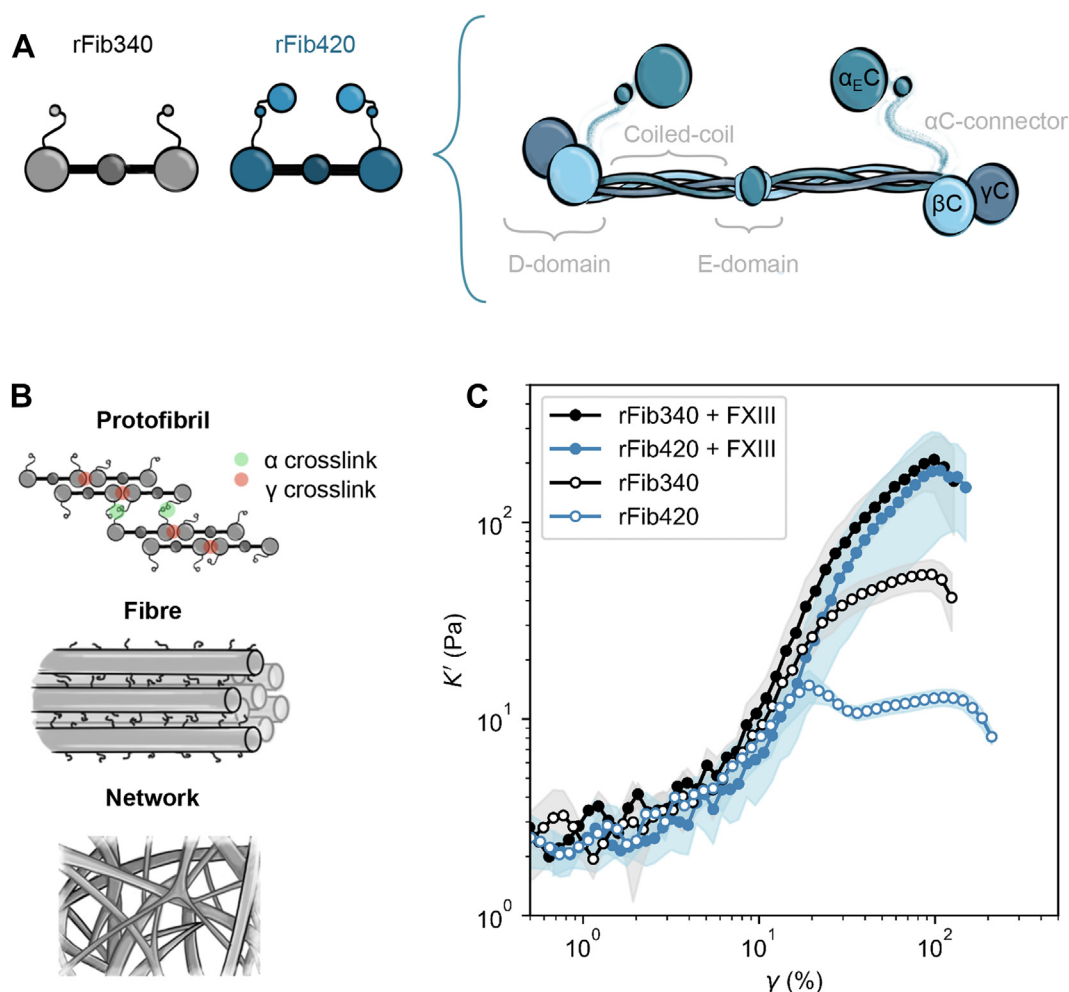 A
rFib340
rFib420
α_EC
αC-connector
Coiled-coil
βC
γC
D-domain
E-domain
B
Protofibril
α crosslink
γ crosslink
Fibre
Network
C
rFib340 + FXIII
rFib420 + FXIII
rFib340
rFib420
K' (Pa)
10²
10¹
10⁰
10⁰
10¹
10²
γ (%)